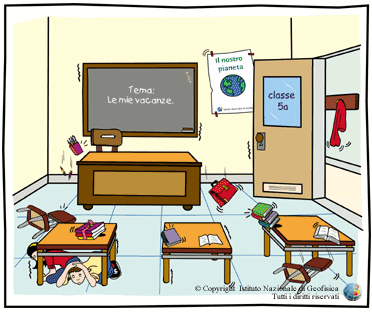 Tema:
Le mie vacanze.
Il nostro
pianeta
classe
5a
© Copyright Istituto Nazionale di Geofisica
Tutti i diritti riservati